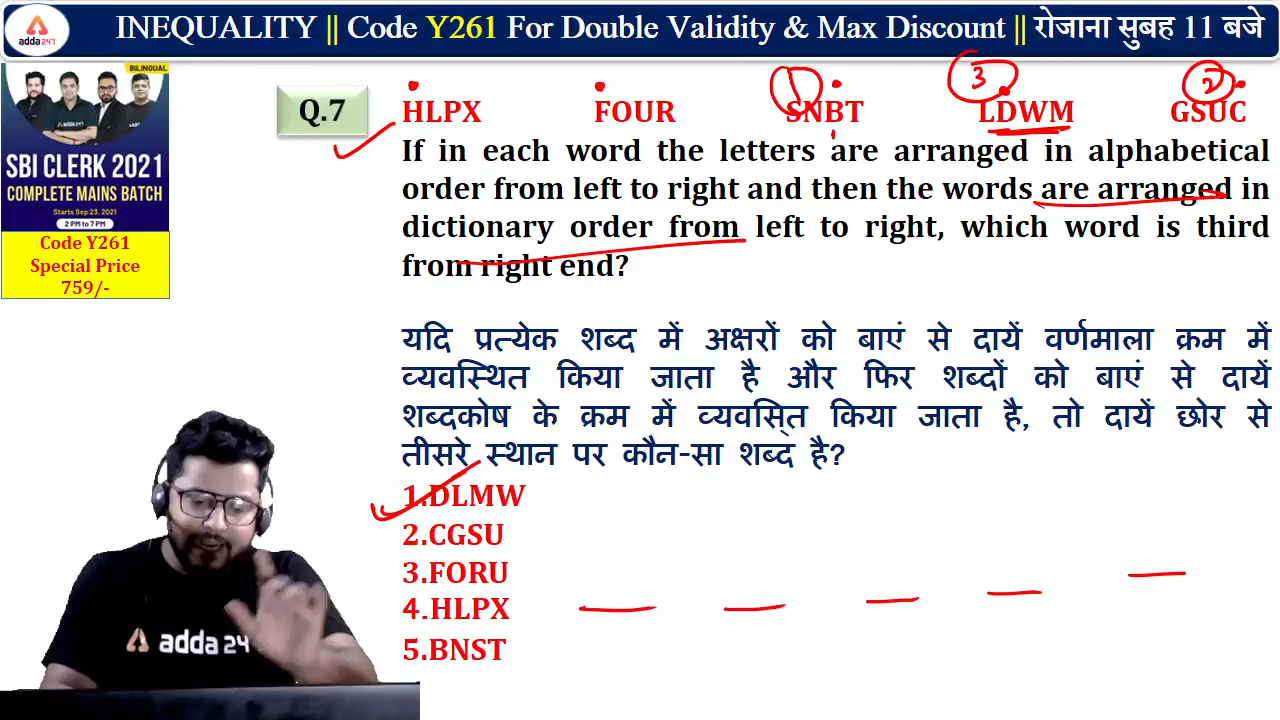 INEQUALITY || Code Y261 For Double Validity & Max Discount || रोजाना सुबह 11 बजे
adda247
BILINGUAL
adda247
SBI CLERK 2021
COMPLETE MAINS BATCH
Starts Sep 23, 2021
2 PM to 7 PM
Code Y261
Special Price
759/-
Q.7
1 3 2
HLPX FOUR SNBT LDWM GSUC
If in each word the letters are arranged in alphabetical
order from left to right and then the words are arranged in
dictionary order from left to right, which word is third
from right end?
यदि प्रत्येक शब्द में अक्षरों को बाएं से दायें वर्णमाला क्रम में
व्यवस्थित किया जाता है और फिर शब्दों को बाएं से दायें
शब्दकोष के क्रम में व्यवस्ति्त किया जाता है, तो दायें छोर से
तीसरे स्थान पर कौन-सा शब्द है?
1.DLMW
2.CGSU
3.FORU
4.HLPX
5.BNST
adda24